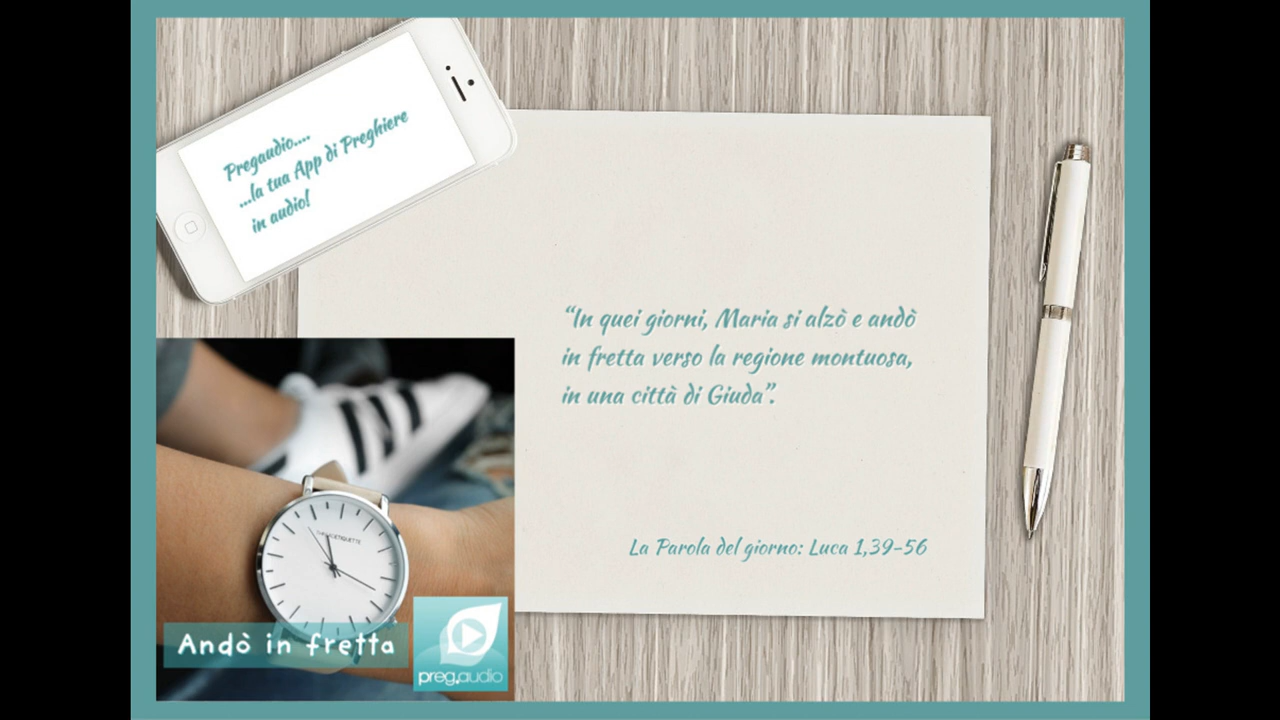 Pregaudio....
...la tua App di Preghiere
in audio!
“In quei giorni, Maria si alzò e andò
in fretta verso la regione montuosa,
in una città di Giuda”.
La Parola del giorno: Luca 1,39-56
Andò in fretta
preg.audio